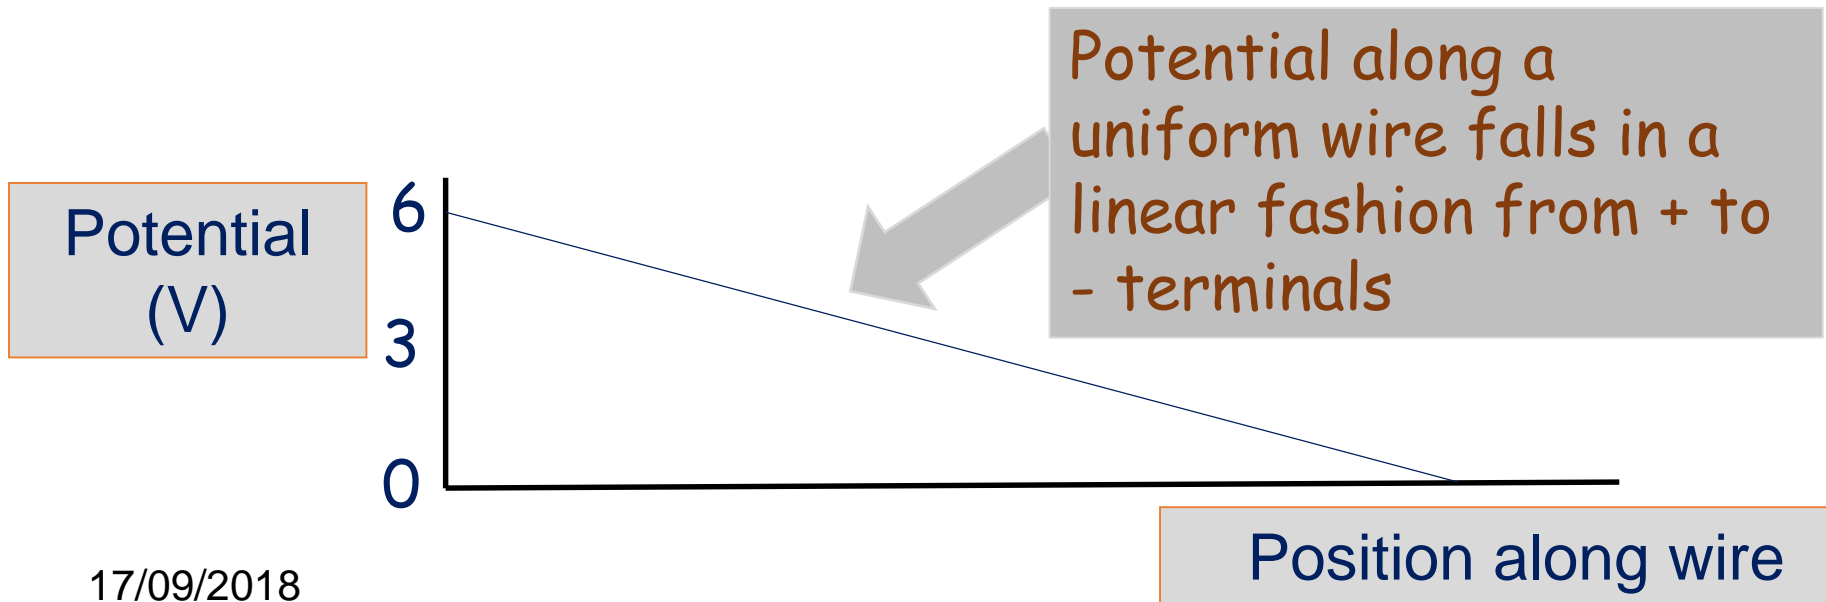 Potential along a
uniform wire falls in a
linear fashion from + to
- terminals
Potential
(V)
6
3
0
Position along wire
17/09/2018